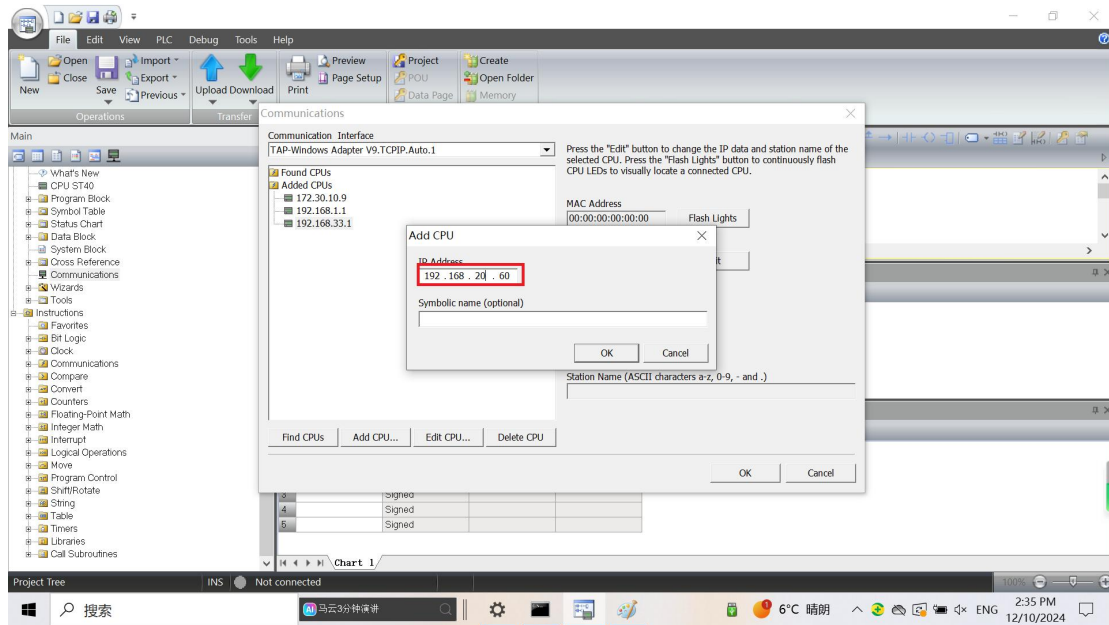 File Edit View PLC Debug Tools Help
Open Import Preview Project Create
Close Export Page Setup POU Open Folder
New Save Previous Upload Download Print Data Page Memory
Operations Transfer
Main
What's New
CPU ST40
Program Block
Symbol Table
Status Chart
Data Block
System Block
Cross Reference
Communications
Wizards
Tools
Instructions
Favorites
Bit Logic
Clock
Communications
Compare
Convert
Counters
Floating-Point Math
Integer Math
Interrupt
Logical Operations
Move
Program Control
Shift/Rotate
String
Table
Timers
Libraries
Call Subroutines
Communications
Communication Interface
TAP-Windows Adapter V9.TCPIP.Auto.1
Found CPUs
Added CPUs
172.30.10.9
192.168.1.1
192.168.33.1
Press the "Edit" button to change the IP data and station name of the
selected CPU. Press the "Flash Lights" button to continuously flash
CPU LEDs to visually locate a connected CPU.
MAC Address
00:00:00:00:00:00 Flash Lights
Add CPU
IP Address
192 . 168 . 20 . 60
Symbolic name (optional)
OK Cancel
Station Name (ASCII characters a-z, 0-9, - and .)
Find CPUs Add CPU... Edit CPU... Delete CPU
OK Cancel
3 Signed
4 Signed
5 Signed
Chart 1
Project Tree INS Not connected 100%
搜索 马云3分钟演讲 6°C 晴朗 ENG 2:35 PM
12/10/2024